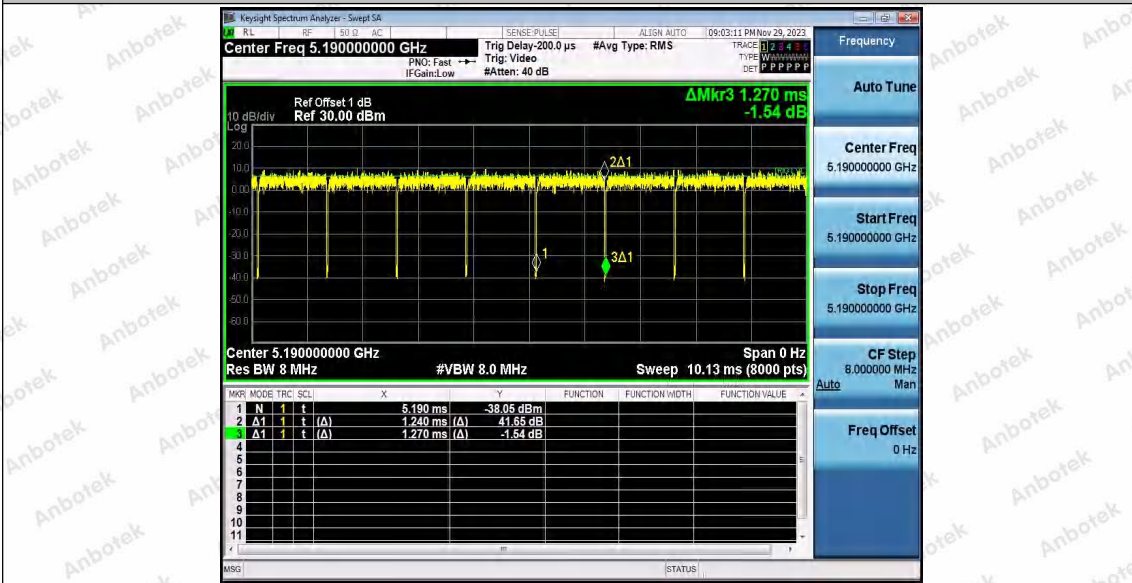 Keysight Spectrum Analyzer - Swept SA
RL RF 50 Ω AC SENSE:PULSE ALIGN AUTO 09:03:11 PM Nov 29, 2023
Center Freq 5.190000000 GHz
PNO: Fast
IFGain:Low
Trig Delay-200.0 µs
Trig: Video
#Atten: 40 dB
#Avg Type: RMS
TRACE 1 2 3 4 5 6
TYPE WWWWWW
DET P P P P P P
Ref Offset 1 dB
10 dB/div Ref 30.00 dBm
Log
ΔMkr3 1.270 ms
-1.54 dB
20.0
10.0
0.00
-10.0
-20.0
-30.0
-40.0
-50.0
-60.0
2Δ1
1
3Δ1
Center 5.190000000 GHz Span 0 Hz
Res BW 8 MHz #VBW 8.0 MHz Sweep 10.13 ms (8000 pts)
MKR MODE TRC SCL X Y FUNCTION FUNCTION WIDTH FUNCTION VALUE
1 N 1 t 5.190 ms -38.05 dBm
2 Δ1 1 t (Δ) 1.240 ms (Δ) 41.65 dB
3 Δ1 1 t (Δ) 1.270 ms (Δ) -1.54 dB
4
5
6
7
8
9
10
11
MSG STATUS
Frequency
Auto Tune
Center Freq
5.190000000 GHz
Start Freq
5.190000000 GHz
Stop Freq
5.190000000 GHz
CF Step
8.000000 MHz
Auto Man
Freq Offset
0 Hz
Anbotek